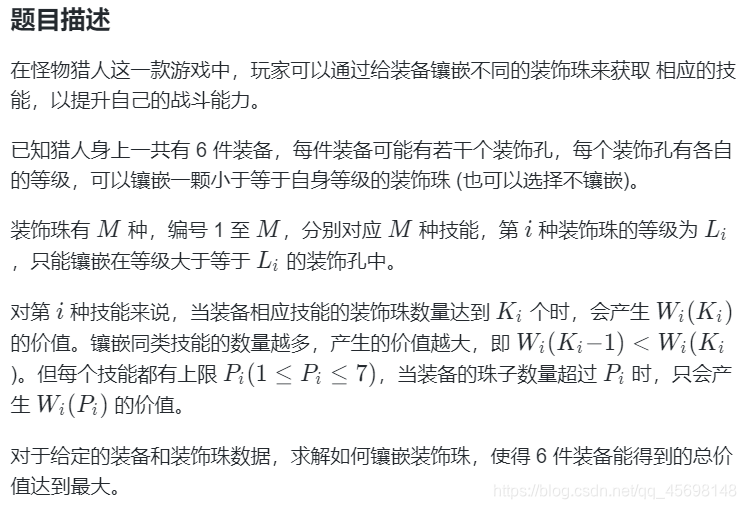 题目描述
在怪物猎人这一款游戏中，玩家可以通过给装备镶嵌不同的装饰珠来获取 相应的技
能，以提升自己的战斗能力。
已知猎人身上一共有 6 件装备，每件装备可能有若干个装饰孔，每个装饰孔有各自
的等级，可以镶嵌一颗小于等于自身等级的装饰珠 (也可以选择不镶嵌)。
装饰珠有 M 种，编号 1 至 M，分别对应 M 种技能，第 i 种装饰珠的等级为 L_i
，只能镶嵌在等级大于等于 L_i 的装饰孔中。
对第 i 种技能来说，当装备相应技能的装饰珠数量达到 K_i 个时，会产生 W_i(K_i)
的价值。镶嵌同类技能的数量越多，产生的价值越大，即 W_i(K_i−1) < W_i(K_i
)。但每个技能都有上限 P_i(1 ≤ P_i ≤ 7)，当装备的珠子数量超过 P_i 时，只会产
生 W_i(P_i) 的价值。
对于给定的装备和装饰珠数据，求解如何镶嵌装饰珠，使得 6 件装备能得到的总价
值达到最大。
https://blog.csdn.net/qq_45698148